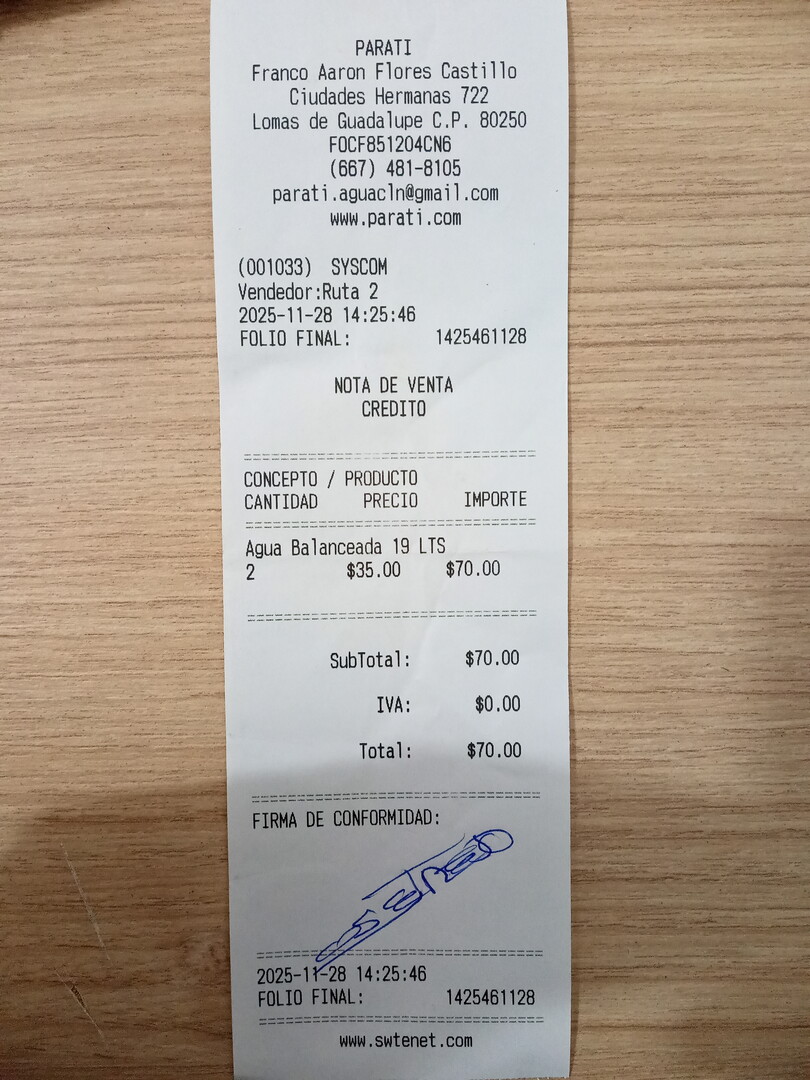 PARATI
Franco Aaron Flores Castillo
Ciudades Hermanas 722
Lomas de Guadalupe C.P. 80250
FOCF851204CN6
(667) 481-8105
parati.aguacln@gmail.com
www.parati.com
(001033) SYSCOM
Vendedor:Ruta 2
2025-11-28 14:25:46
FOLIO FINAL: 1425461128
NOTA DE VENTA
CREDITO
CONCEPTO / PRODUCTO
CANTIDAD PRECIO IMPORTE
Agua Balanceada 19 LTS
2 $35.00 $70.00
SubTotal: $70.00
IVA: $0.00
Total: $70.00
FIRMA DE CONFORMIDAD:
2025-11-28 14:25:46
FOLIO FINAL: 1425461128
www.swtenet.com